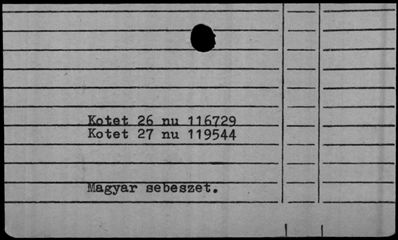 Kotet 26 nu 116729
Kotet 27 nu 119544
Magyar sebeszet.